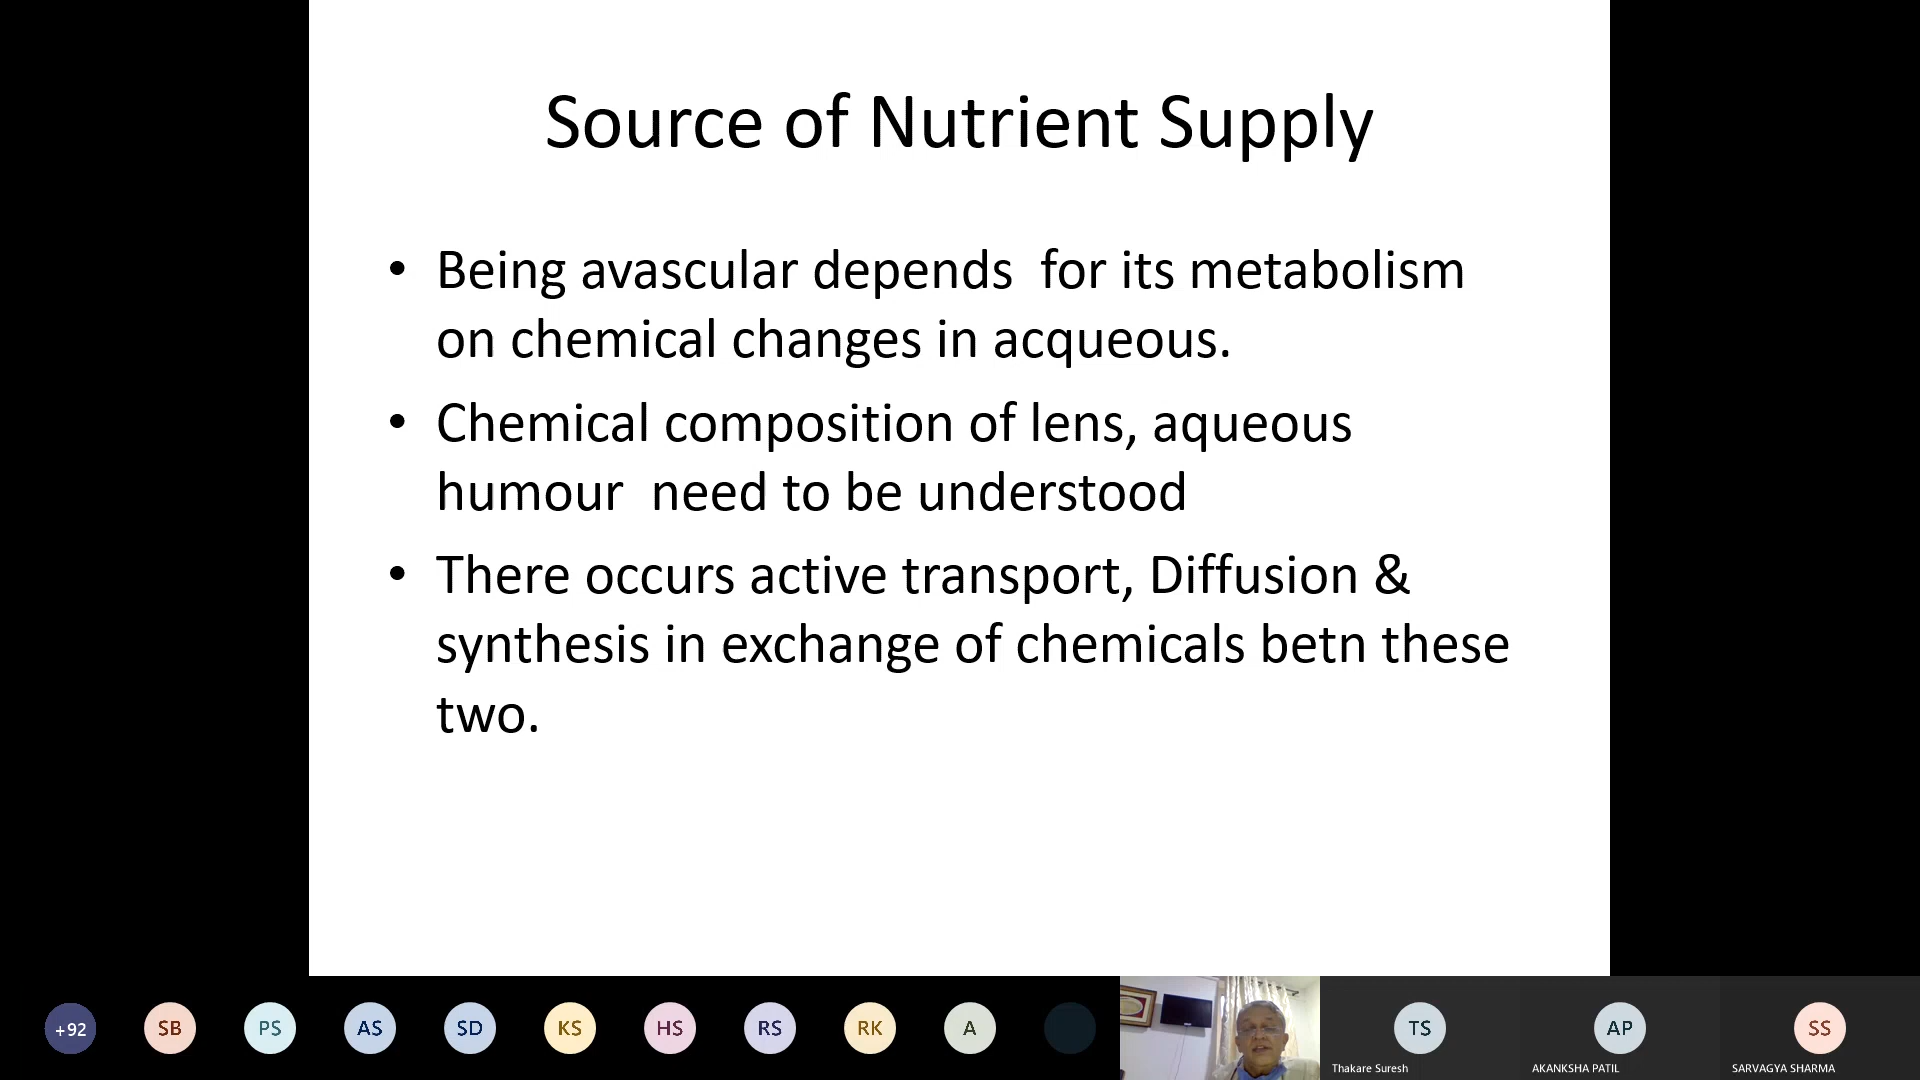 Source of Nutrient Supply
• Being avascular depends  for its metabolism
on chemical changes in acqueous.
• Chemical composition of lens, aqueous
humour  need to be understood
• There occurs active transport, Diffusion &
synthesis in exchange of chemicals betn these
two.
+92 SB PS AS SD KS HS RS RK A TS AP SS
Thakare Suresh AKANKSHA PATIL SARVAGYA SHARMA